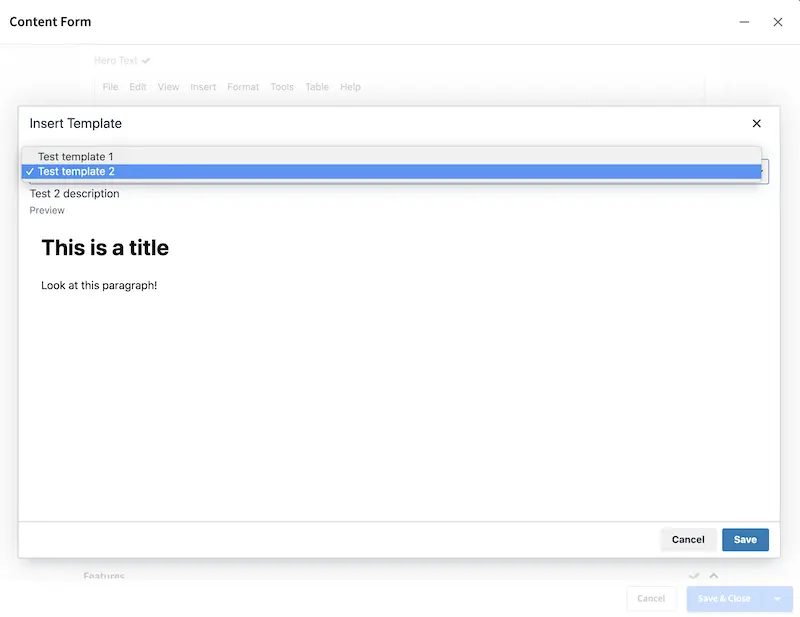 Content Form
Hero Text
File Edit View Insert Format Tools Table Help
Insert Template
Test template 1
Test template 2
Test 2 description
Preview
This is a title
Look at this paragraph!
Cancel Save
Features
Cancel Save & Close